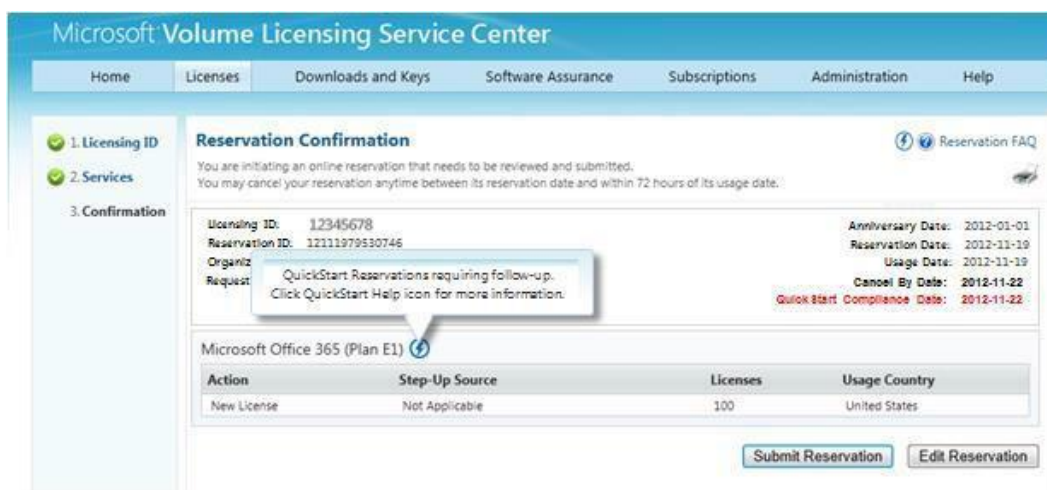 Microsoft Volume Licensing Service Center
Home Licenses Downloads and Keys Software Assurance Subscriptions Administration Help
1. Licensing ID
2. Services
3. Confirmation
Reservation Confirmation
Reservation FAQ
You are initiating an online reservation that needs to be reviewed and submitted.
You may cancel your reservation anytime between its reservation date and within 72 hours of its usage date.
Licensing ID: 12345678
Reservation ID: 12111979530746
Organiz
Request
Anniversary Date: 2012-01-01
Reservation Date: 2012-11-19
Usage Date: 2012-11-19
Cancel By Date: 2012-11-22
Quick Start Compliance Date: 2012-11-22
QuickStart Reservations requiring follow-up.
Click QuickStart Help icon for more information.
Microsoft Office 365 (Plan E1)
Action Step-Up Source Licenses Usage Country
New License Not Applicable 100 United States
Submit Reservation Edit Reservation